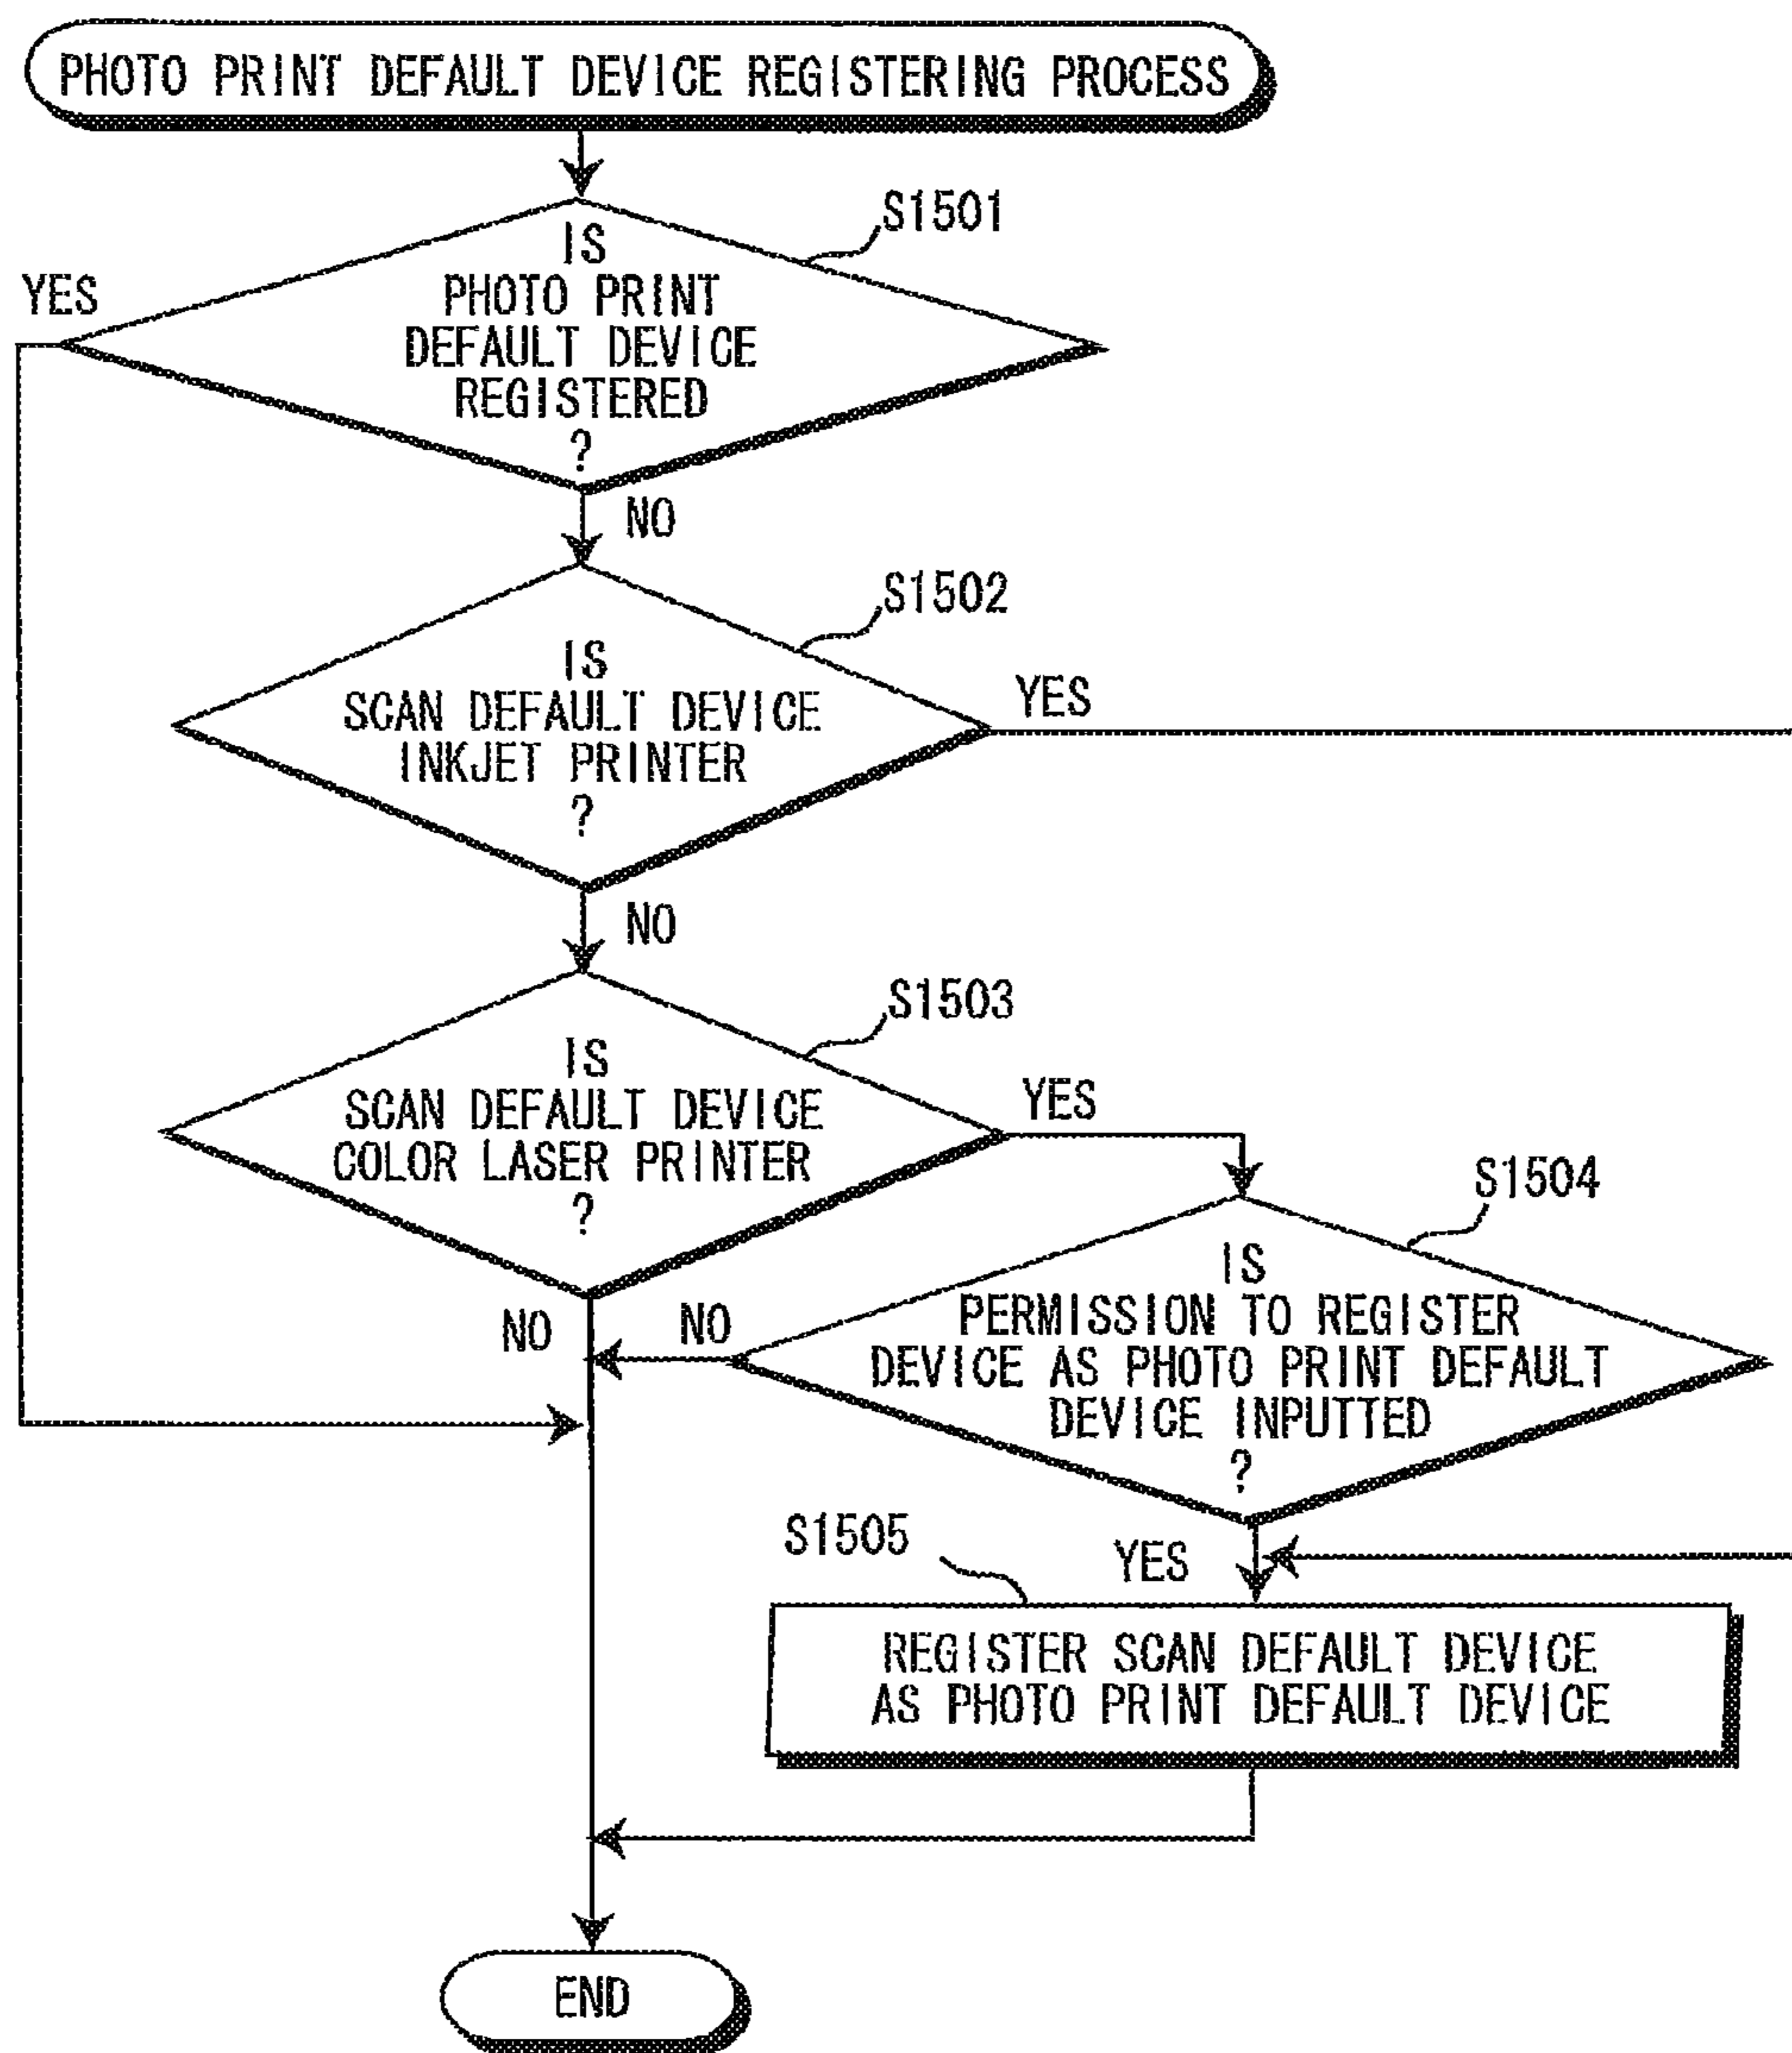 PHOTO PRINT DEFAULT DEVICE REGISTERING PROCESS
S1501
IS
PHOTO PRINT
DEFAULT DEVICE
REGISTERED
?
YES
NO
S1502
IS
SCAN DEFAULT DEVICE
INKJET PRINTER
?
YES
NO
S1503
IS
SCAN DEFAULT DEVICE
COLOR LASER PRINTER
?
YES
NO
S1504
IS
PERMISSION TO REGISTER
DEVICE AS PHOTO PRINT DEFAULT
DEVICE INPUTTED
?
NO
YES
S1505
REGISTER SCAN DEFAULT DEVICE
AS PHOTO PRINT DEFAULT DEVICE
END